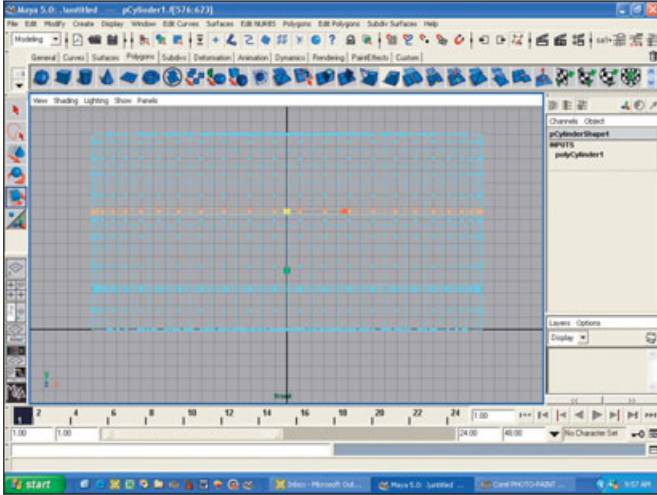 Maya 5.0: .\untitled --- pCylinder1.f[576:623]
File Edit Modify Create Display Window Edit Curves Surfaces Edit NURBS Polygons Edit Polygons Subdiv Surfaces Help
Modeling
sel
General Curves Surfaces Polygons Subdivs Deformation Animation Dynamics Rendering PaintEffects Custom
View Shading Lighting Show Panels
Channels Object
pCylinderShape1
INPUTS
polyCylinder1
Layers Options
Display
front
2 4 6 8 10 12 14 16 18 20 22 24 1.00
1.00 1.00 24.00 48.00 No Character Set
start Inbox - Microsoft Out... Maya 5.0: .\untitled ... Corel PHOTO-PAINT ... 9:57 AM